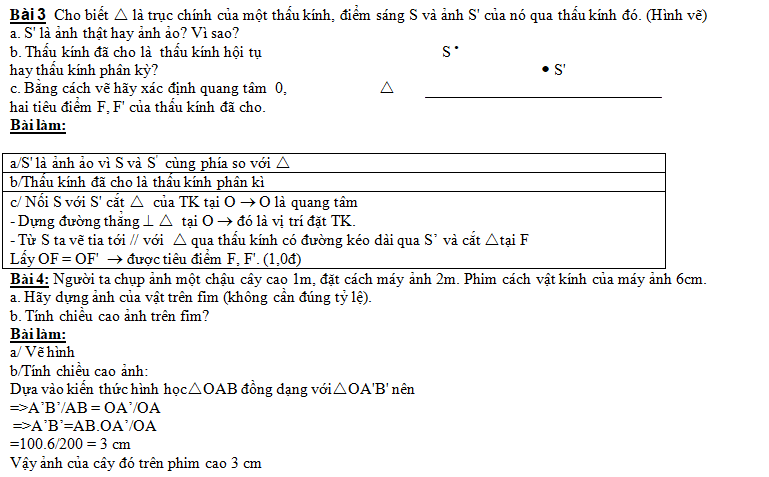 Bài 3 Cho biết △ là trục chính của một thấu kính, điểm sáng S và ảnh S' của nó qua thấu kính đó. (Hình vẽ)
a. S' là ảnh thật hay ảnh ảo? Vì sao?
b. Thấu kính đã cho là thấu kính hội tụ
hay thấu kính phân kỳ?
c. Bằng cách vẽ hãy xác định quang tâm 0,
hai tiêu điểm F, F' của thấu kính đã cho.
S
S'
△
Bài làm:
a/S' là ảnh ảo vì S và S' cùng phía so với △
b/Thấu kính đã cho là thấu kính phân kì
c/ Nối S với S' cắt △ của TK tại O → O là quang tâm
- Dựng đường thẳng ⊥ △ tại O → đó là vị trí đặt TK.
- Từ S ta vẽ tia tới // với △ qua thấu kính có đường kéo dài qua S’ và cắt △tại F
Lấy OF = OF' → được tiêu điểm F, F'. (1,0đ)
Bài 4: Người ta chụp ảnh một chậu cây cao 1m, đặt cách máy ảnh 2m. Phim cách vật kính của máy ảnh 6cm.
a. Hãy dựng ảnh của vật trên fim (không cần đúng tỷ lệ).
b. Tính chiều cao ảnh trên fim?
Bài làm:
a/ Vẽ hình
b/Tính chiều cao ảnh:
Dựa vào kiến thức hình học△OAB đồng dạng với△OA'B' nên
=>A’B’/AB = OA’/OA
=>A’B’=AB.OA’/OA
=100.6/200 = 3 cm
Vậy ảnh của cây đó trên phim cao 3 cm